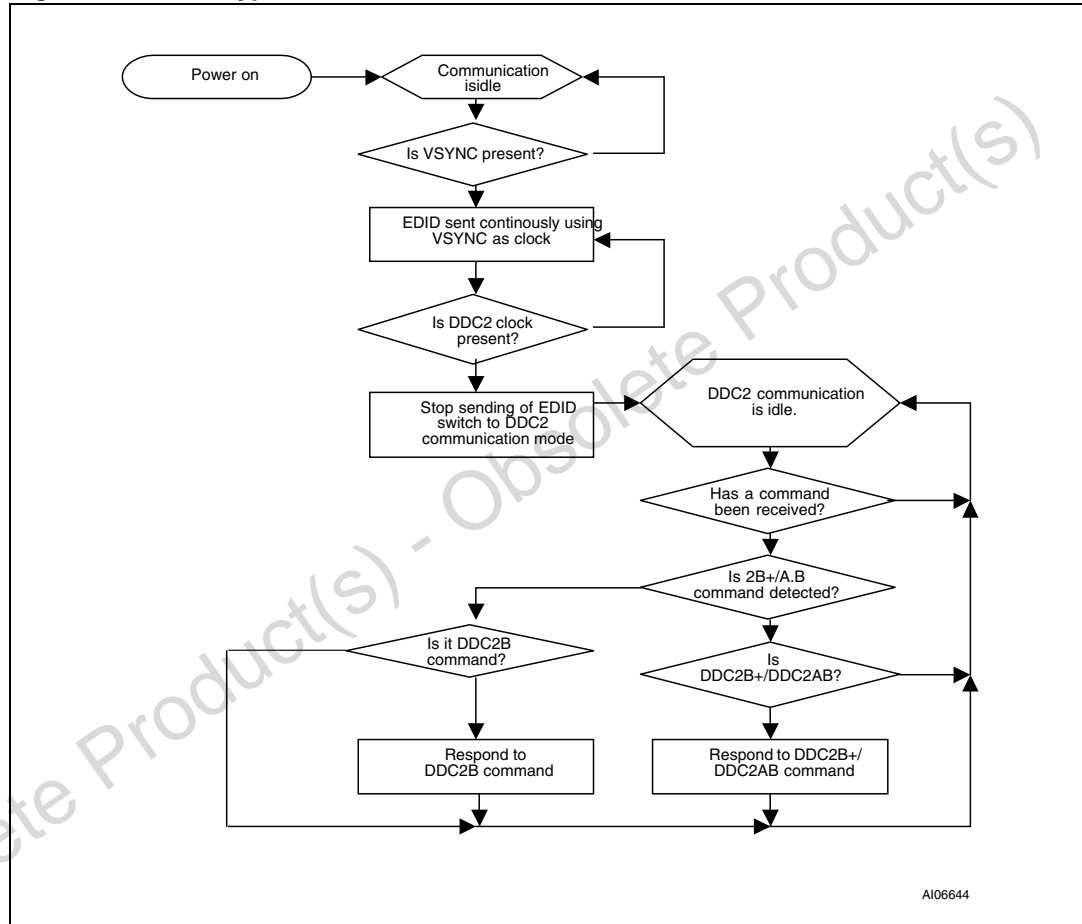 Power on
Communication
isidle
Is VSYNC present?
EDID sent continously using
VSYNC as clock
Is DDC2 clock
present?
Stop sending of EDID
switch to DDC2
communication mode
DDC2 communication
is idle.
Has a command
been received?
Is 2B+/A.B
command detected?
Is it DDC2B
command?
Is
DDC2B+/DDC2AB?
Respond to
DDC2B command
Respond to DDC2B+/
DDC2AB command
AI06644
ete Product(s) - Obsolete Product(s)